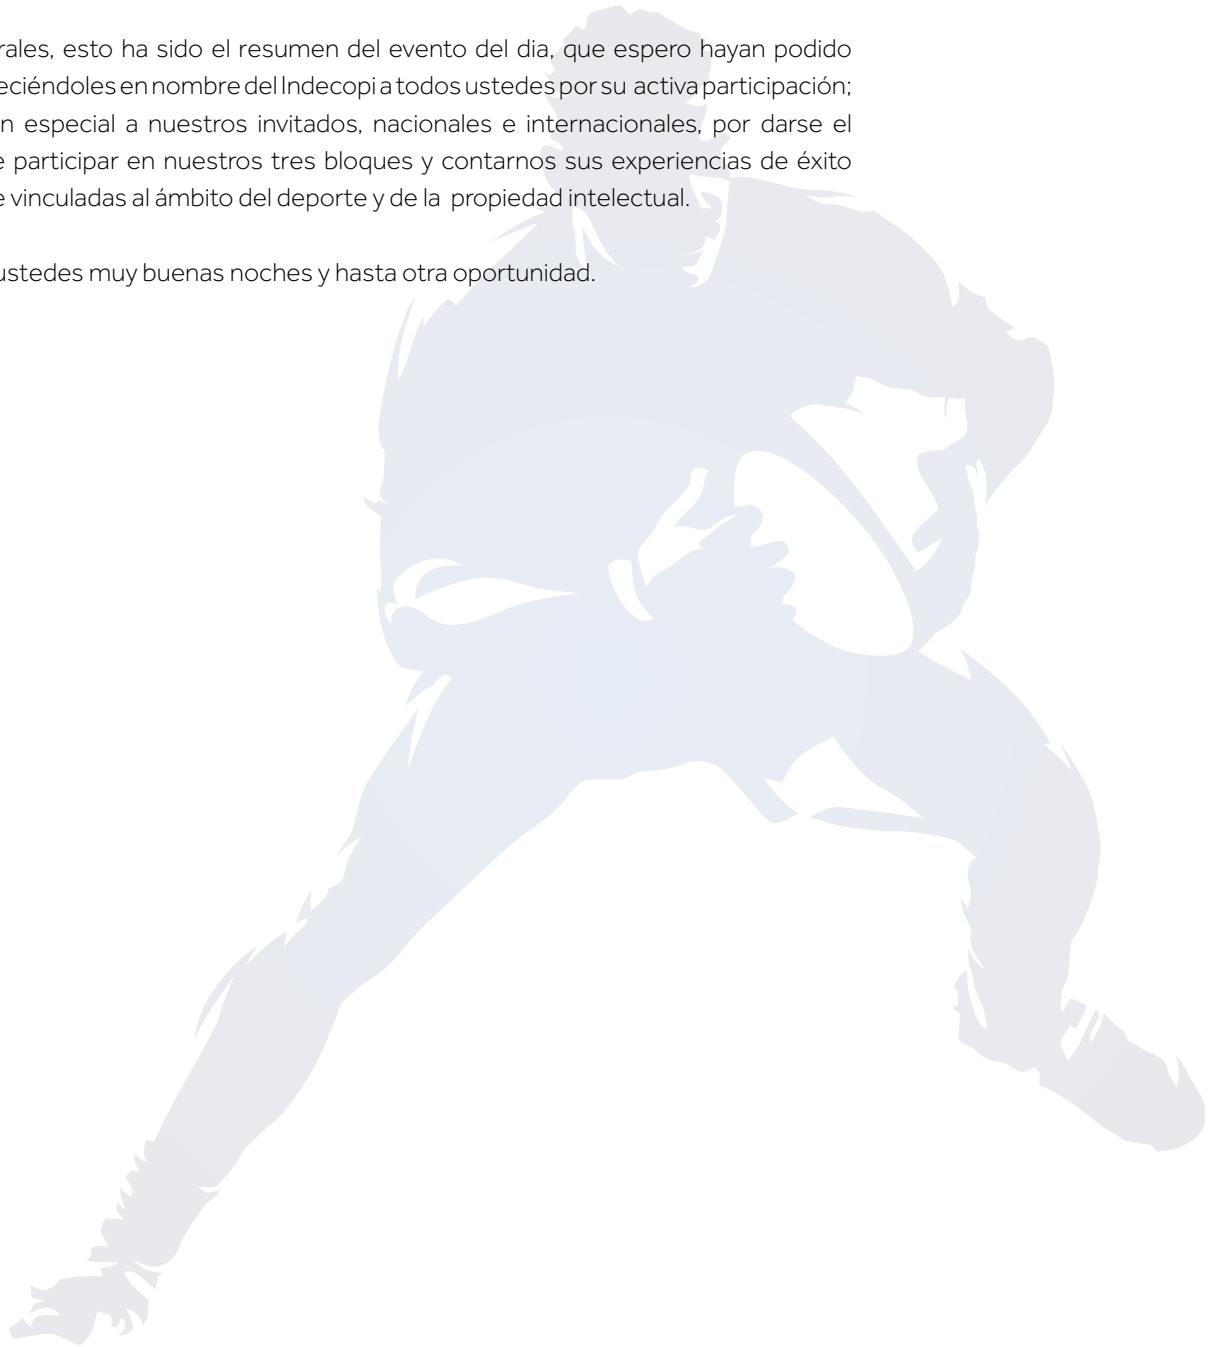 rales, esto ha sido el resumen del evento del dia, que espero hayan podido
eciéndoles en nombre del Indecopi a todos ustedes por su activa participación;
n especial a nuestros invitados, nacionales e internacionales, por darse el
e participar en nuestros tres bloques y contarnos sus experiencias de éxito
e vinculadas al ámbito del deporte y de la propiedad intelectual.
ustedes muy buenas noches y hasta otra oportunidad.